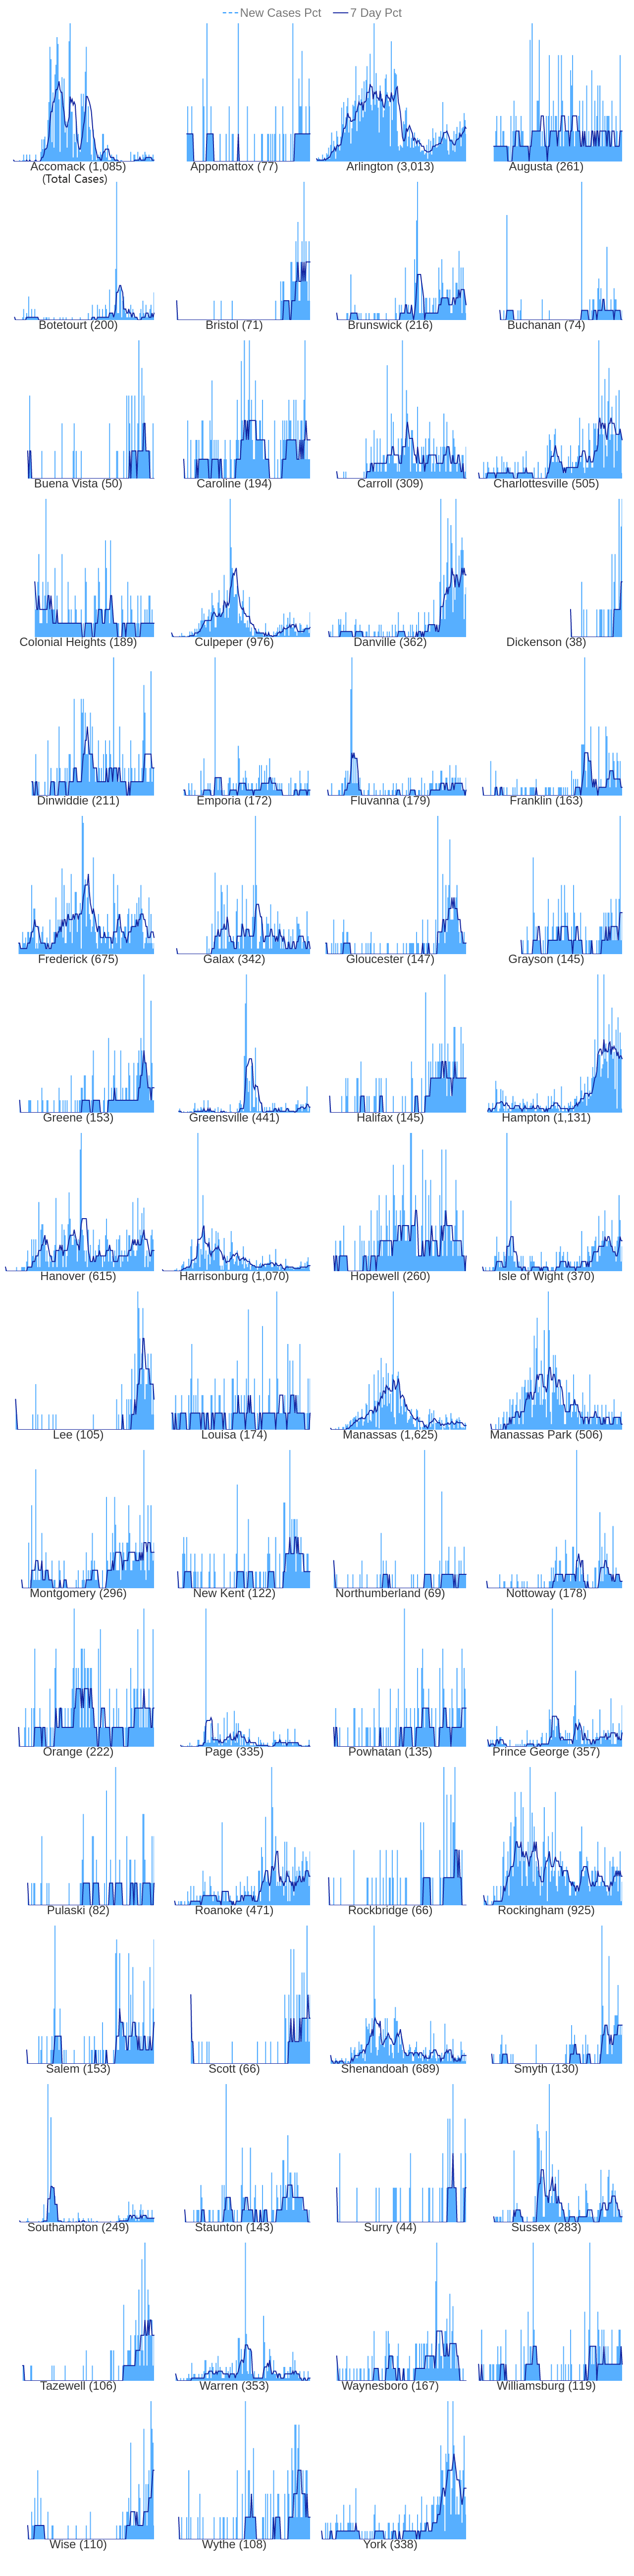 New Cases Pct 7 Day Pct
Accomack (1,085) Appomattox (77) Arlington (3,013) Augusta (261)
(Total Cases)
Botetourt (200) Bristol (71) Brunswick (216) Buchanan (74)
Buena Vista (50) Caroline (194) Carroll (309) Charlottesville (505)
Colonial Heights (189) Culpeper (976) Danville (362) Dickenson (38)
Dinwiddie (211) Emporia (172) Fluvanna (179) Franklin (163)
Frederick (675) Galax (342) Gloucester (147) Grayson (145)
Greene (153) Greensville (441) Halifax (145) Hampton (1,131)
Hanover (615) Harrisonburg (1,070) Hopewell (260) Isle of Wight (370)
Lee (105) Louisa (174) Manassas (1,625) Manassas Park (506)
Montgomery (296) New Kent (122) Northumberland (69) Nottoway (178)
Orange (222) Page (335) Powhatan (135) Prince George (357)
Pulaski (82) Roanoke (471) Rockbridge (66) Rockingham (925)
Salem (153) Scott (66) Shenandoah (689) Smyth (130)
Southampton (249) Staunton (143) Surry (44) Sussex (283)
Tazewell (106) Warren (353) Waynesboro (167) Williamsburg (119)
Wise (110) Wythe (108) York (338)